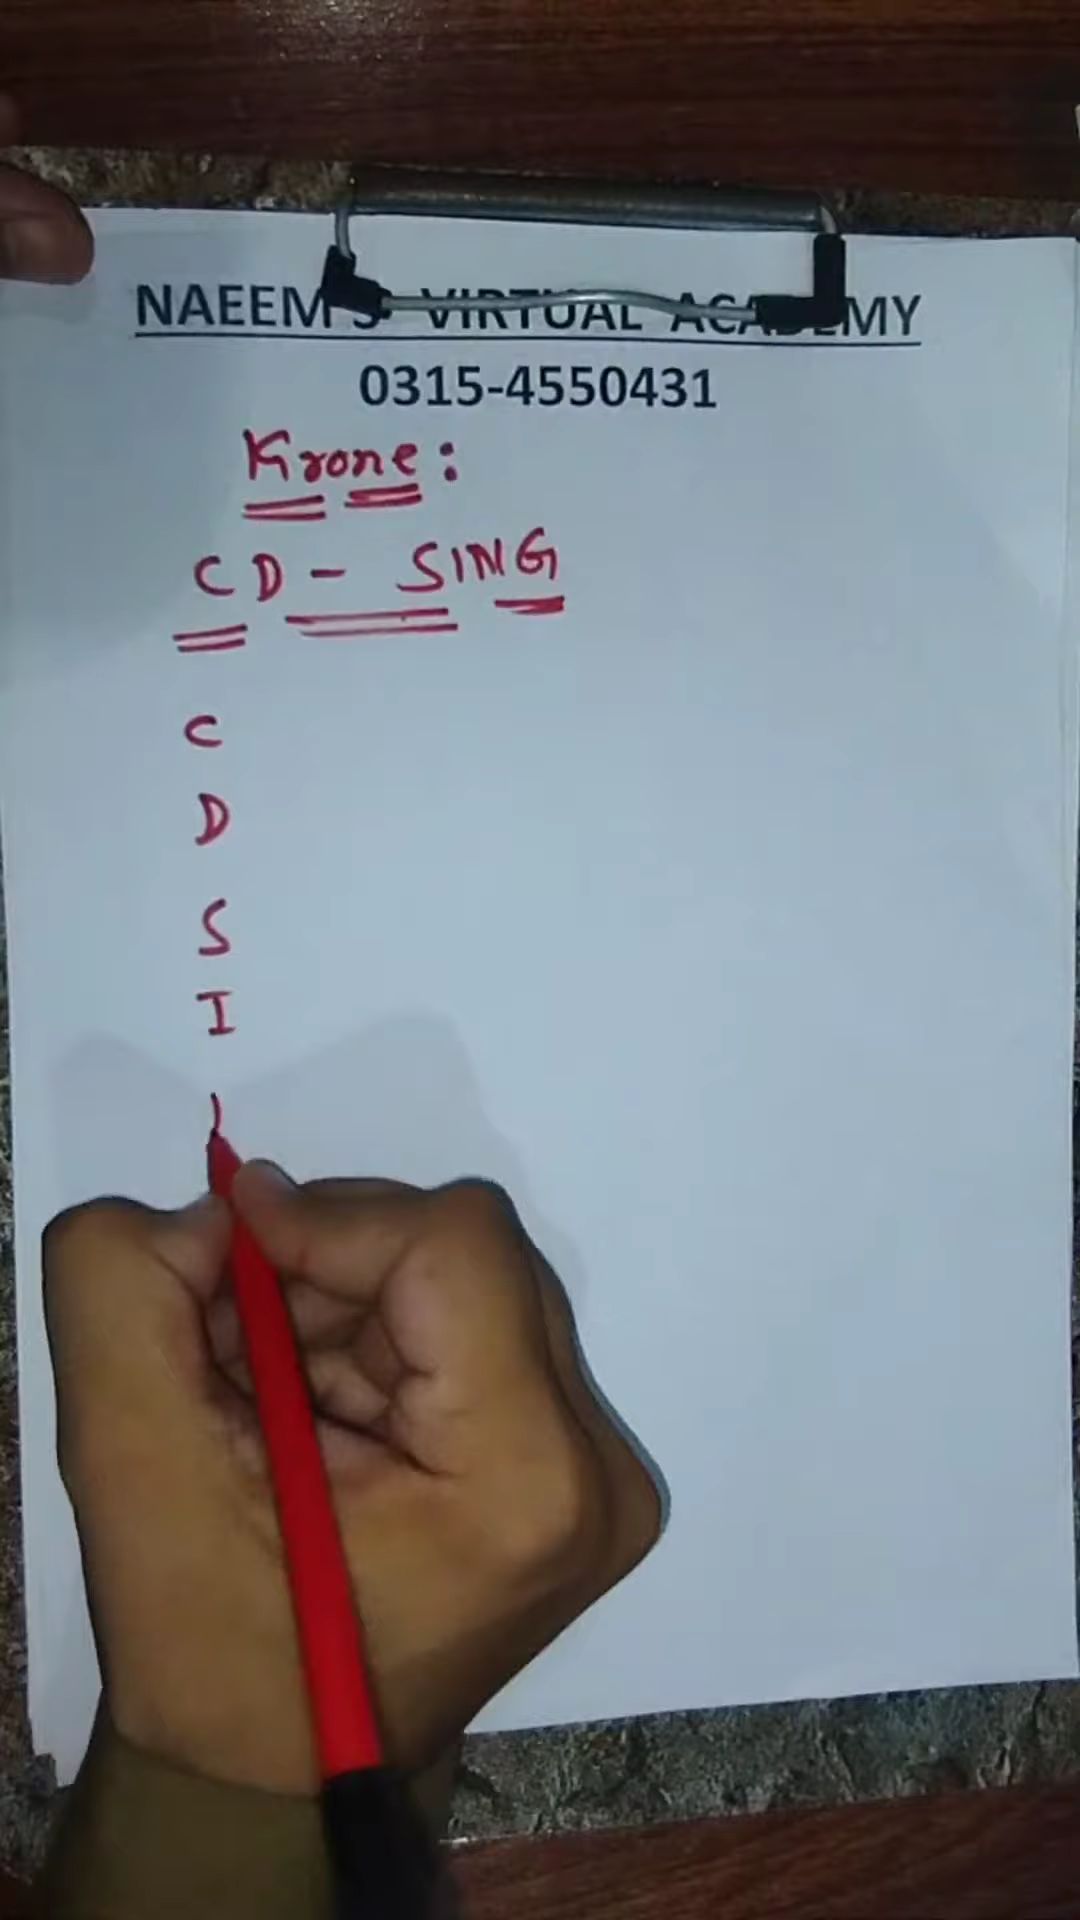 NAEEM'S VIRTUAL ACADEMY
0315-4550431
Krone:
CD - SING
C
D
S
I